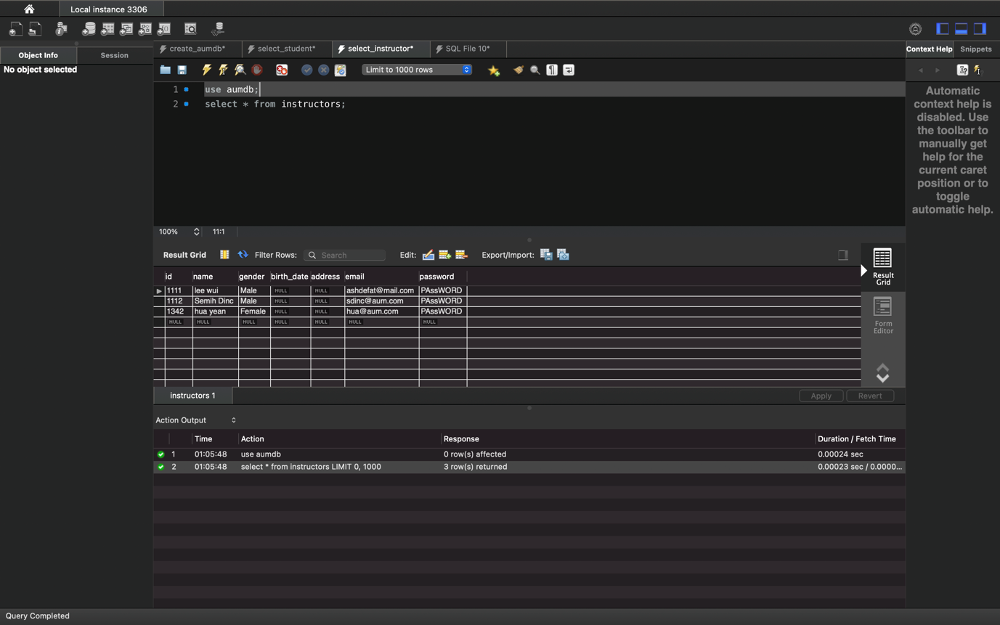 Local instance 3306
Object Info Session
No object selected
create_aumdb* select_student* select_instructor* SQL File 10*
Context Help Snippets
Limit to 1000 rows
1 use aumdb;
2 select * from instructors;
Automatic
context help is
disabled. Use
the toolbar to
manually get
help for the
current caret
position or to
toggle
automatic help.
100% 11:1
Result Grid Filter Rows: Search Edit: Export/Import:
id name gender birth_date address email password
1111 lee wui Male NULL NULL ashdefat@mail.com PAssWORD
1112 Semih Dinc Male NULL NULL sdinc@aum.com PAssWORD
1342 hua yean Female NULL NULL hua@aum.com PAssWORD
NULL NULL NULL NULL NULL NULL NULL
Result
Grid
Form
Editor
instructors 1 Apply Revert
Action Output
Time Action Response Duration / Fetch Time
1 01:05:48 use aumdb 0 row(s) affected 0.00024 sec
2 01:05:48 select * from instructors LIMIT 0, 1000 3 row(s) returned 0.00023 sec / 0.0000...
Query Completed